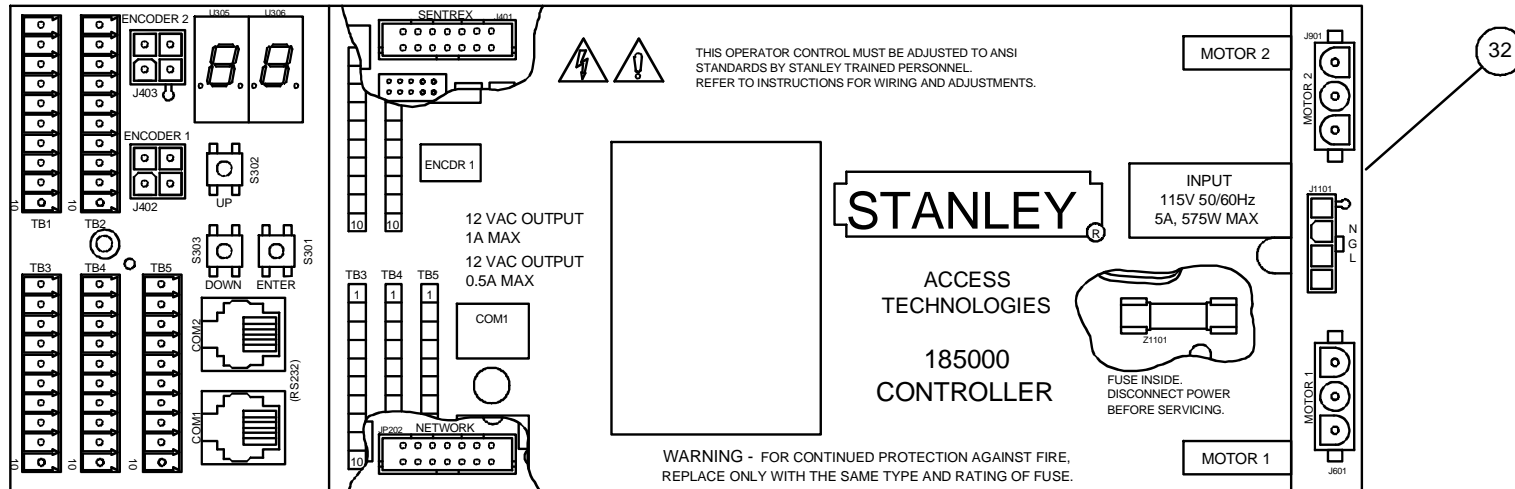 ENCODER 2
U305
U306
J403
ENCODER 1
J402
S302
UP
10
TB1
10
TB2
S303
S301
DOWN
ENTER
TB3
TB4
TB5
COM2
(RS232)
COM1
10
10
10
SENTREX
J401
ENCDR 1
10
10
12 VAC OUTPUT
1A MAX
12 VAC OUTPUT
0.5A MAX
TB3
TB4
TB5
1
1
1
COM1
JP202
NETWORK
10
THIS OPERATOR CONTROL MUST BE ADJUSTED TO ANSI
STANDARDS BY STANLEY TRAINED PERSONNEL.
REFER TO INSTRUCTIONS FOR WIRING AND ADJUSTMENTS.
STANLEY
R
ACCESS
TECHNOLOGIES
185000
CONTROLLER
WARNING - FOR CONTINUED PROTECTION AGAINST FIRE,
REPLACE ONLY WITH THE SAME TYPE AND RATING OF FUSE.
MOTOR 2
INPUT
115V 50/60Hz
5A, 575W MAX
Z1101
FUSE INSIDE.
DISCONNECT POWER
BEFORE SERVICING.
MOTOR 1
J901
MOTOR 2
J1101
N
G
L
MOTOR 1
J601
32